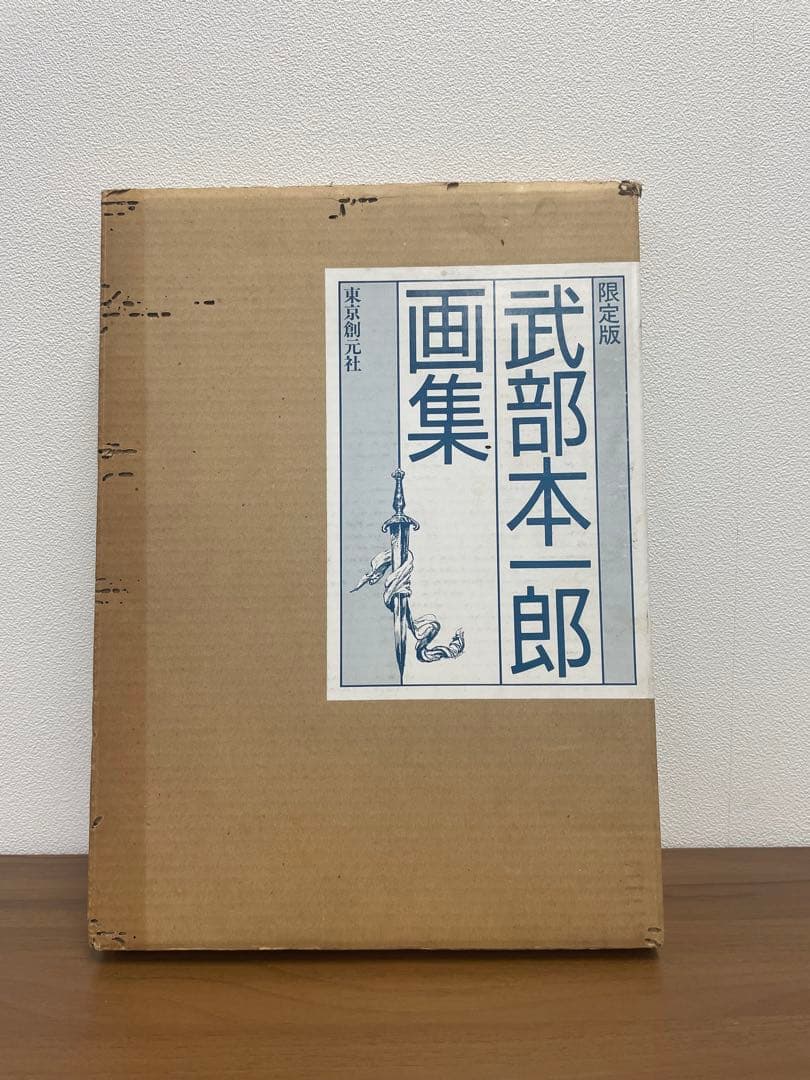 限定版
武部本一郎
画集
東京創元社